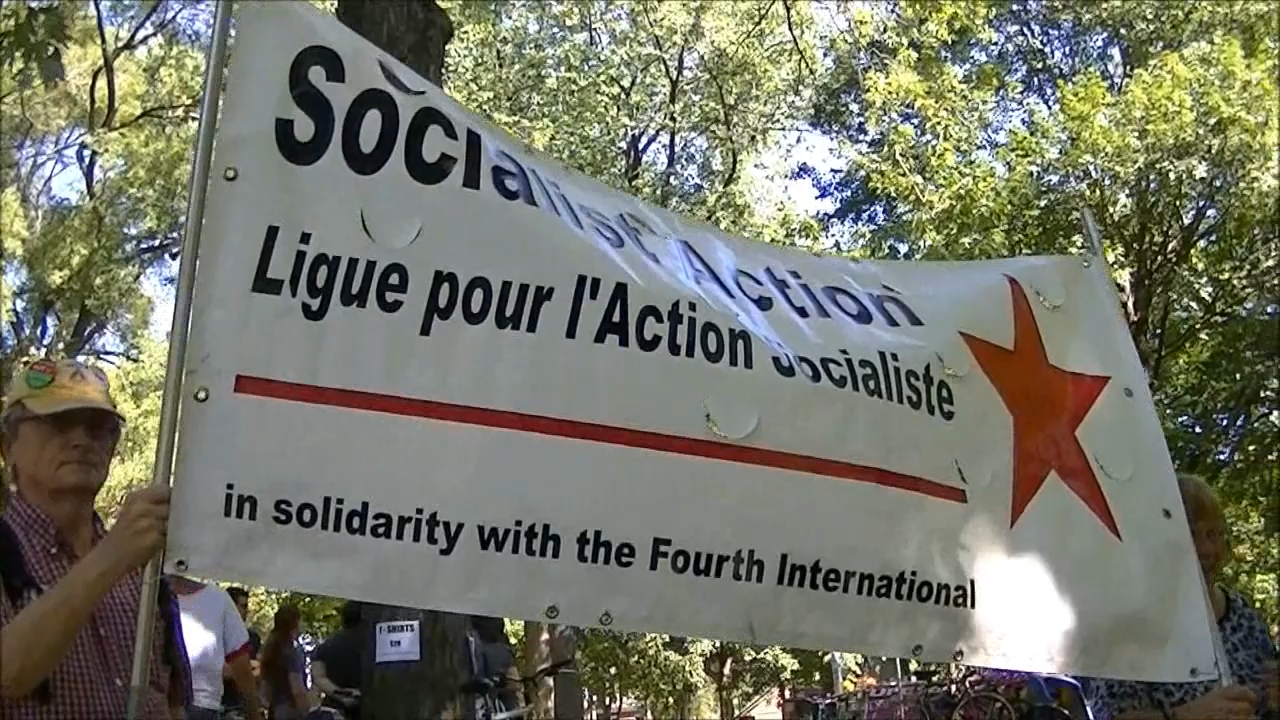 Socialist Action
Ligue pour l'Action Socialiste
in solidarity with the Fourth International
T-SHIRTS